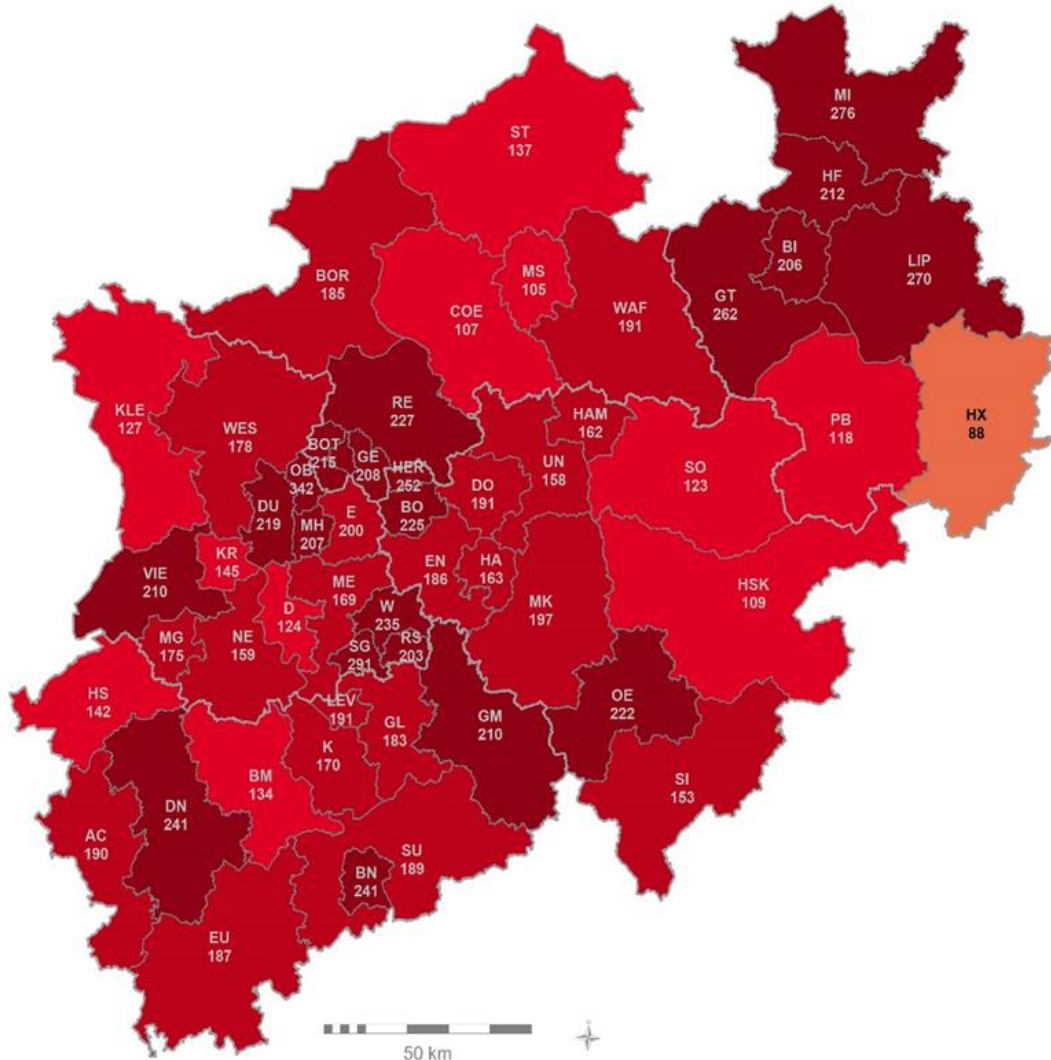 MI
276
ST
137
HF
212
BI
206
LIP
270
MS
105
BOR
185
GT
262
COE
107
WAF
191
KLE
127
RE
227
WES
178
HAM
162
PB
118
HX
88
BOT
215
GE
208
UN
158
SO
123
OB
342
HER
252
DO
191
DU
219
E
200
BO
225
MH
207
KR
145
EN
186
HA
163
VIE
210
ME
169
HSK
109
MK
197
D
124
W
235
MG
175
NE
159
SG
291
RS
203
HS
142
LEV
191
OE
222
GL
183
GM
210
K
170
BM
134
SI
153
DN
241
AC
190
SU
189
BN
241
EU
187
50 km